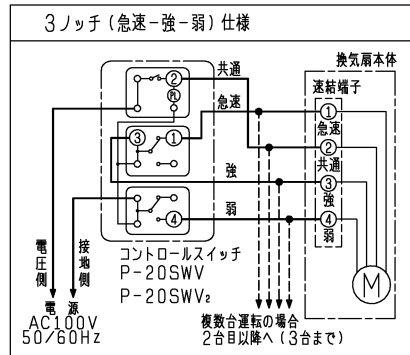 3ノッチ(急速-強-弱)仕様
換気扇本体
共通
速結端子
②
急速
PL
①
急速
③
①
②
共通
強
③
強
弱
④
④
弱
電圧側
接地側
コントロールスイッチ
P-20SWV
P-20SWV₂
M
電源
AC100V
50/60Hz
複数台運転の場合
2台目以降へ(3台まで)